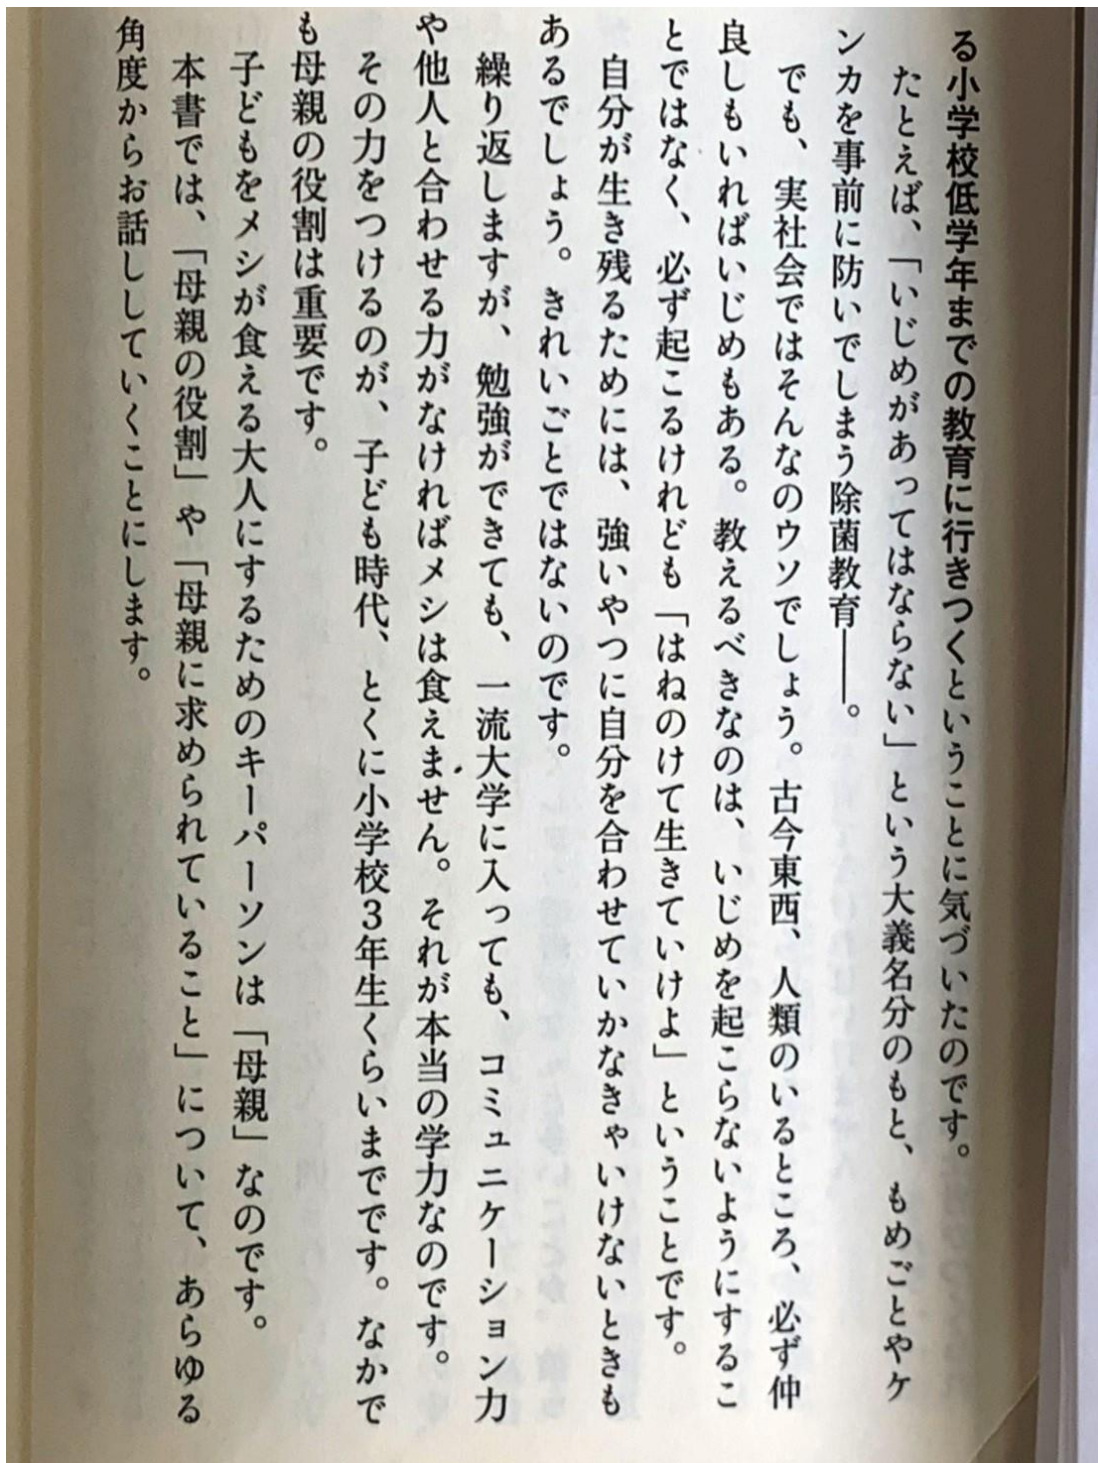 る小学校低学年までの教育に行きつくということに気づいたのです。
たとえば、「いじめがあってはならない」という大義名分のもと、もめごとやケ
ンカを事前に防いでしまう除菌教育――。
でも、実社会ではそんなのウソでしょう。古今東西、人類のいるところ、必ず仲
良しもいればいじめもある。教えるべきなのは、いじめを起こらないようにするこ
とではなく、必ず起こるけれども「はねのけて生きていけよ」ということです。
自分が生き残るためには、強いやつに自分を合わせていかなきゃいけないときも
あるでしょう。きれいごとではないのです。
繰り返しますが、勉強ができても、一流大学に入っても、コミュニケーション力
や他人と合わせる力がなければメシは食えません。それが本当の学力なのです。
その力をつけるのが、子ども時代、とくに小学校3年生くらいまでです。なかで
も母親の役割は重要です。
子どもをメシが食える大人にするためのキーパーソンは「母親」なのです。
本書では、「母親の役割」や「母親に求められていること」について、あらゆる
角度からお話ししていくことにします。